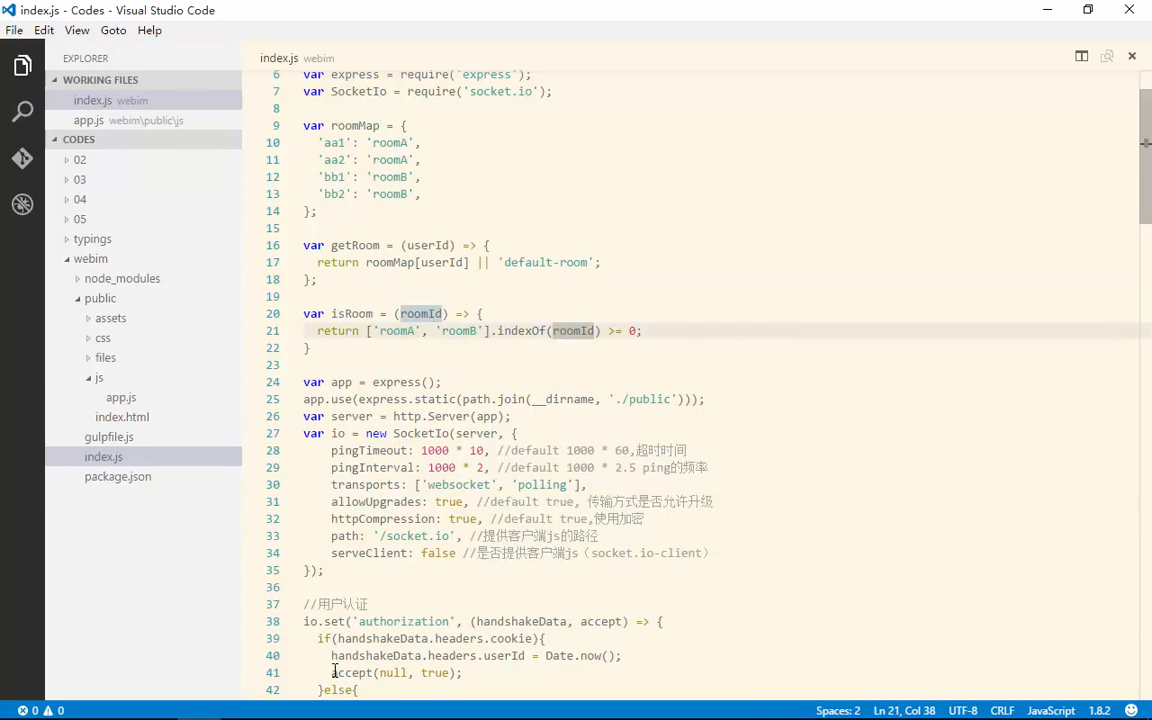 index.js - Codes - Visual Studio Code
File Edit View Goto Help
EXPLORER
WORKING FILES
index.js webim
app.js webim\public\js
CODES
02
03
04
05
typings
webim
node_modules
public
assets
css
files
js
app.js
index.html
gulpfile.js
index.js
package.json
index.js webim
6 var express = require('express');
7 var SocketIo = require('socket.io');
8
9 var roomMap = {
10 'aa1': 'roomA',
11 'aa2': 'roomA',
12 'bb1': 'roomB',
13 'bb2': 'roomB',
14 };
15
16 var getRoom = (userId) => {
17 return roomMap[userId] || 'default-room';
18 };
19
20 var isRoom = (roomId) => {
21 return ['roomA', 'roomB'].indexOf(roomId) >= 0;
22 }
23
24 var app = express();
25 app.use(express.static(path.join(__dirname, './public')));
26 var server = http.Server(app);
27 var io = new SocketIo(server, {
28 pingTimeout: 1000 * 10, //default 1000 * 60,超时时间
29 pingInterval: 1000 * 2, //default 1000 * 2.5 ping的频率
30 transports: ['websocket', 'polling'],
31 allowUpgrades: true, //default true, 传输方式是否允许升级
32 httpCompression: true, //default true,使用加密
33 path: '/socket.io', //提供客户端js的路径
34 serveClient: false //是否提供客户端js（socket.io-client）
35 });
36
37 //用户认证
38 io.set('authorization', (handshakeData, accept) => {
39 if(handshakeData.headers.cookie){
40 handshakeData.headers.userId = Date.now();
41 accept(null, true);
42 }else{
0 0 Spaces: 2 Ln 21, Col 38 UTF-8 CRLF JavaScript 1.8.2